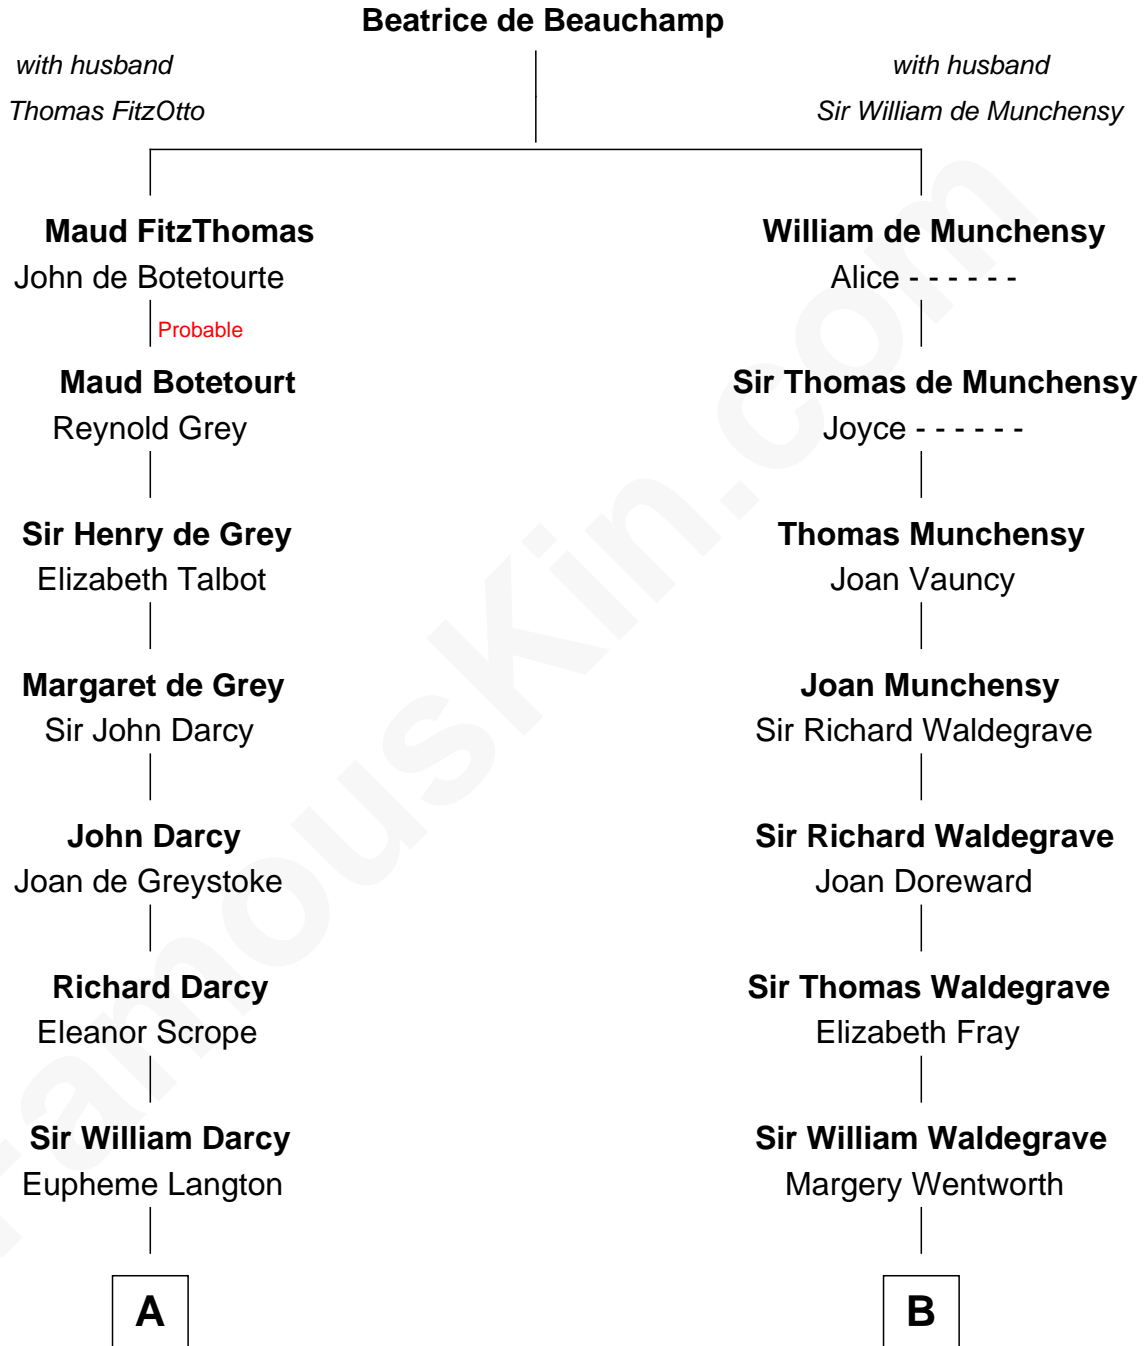 Beatrice de Beauchamp
with husband
Thomas FitzOtto
with husband
Sir William de Munchensy
Maud FitzThomas
John de Botetourte
Probable
Maud Botetourt
Reynold Grey
Sir Henry de Grey
Elizabeth Talbot
Margaret de Grey
Sir John Darcy
John Darcy
Joan de Greystoke
Richard Darcy
Eleanor Scrope
Sir William Darcy
Eupheme Langton
A
William de Munchensy
Alice - - - - - -
Sir Thomas de Munchensy
Joyce - - - - - -
Thomas Munchensy
Joan Vauncy
Joan Munchensy
Sir Richard Waldegrave
Sir Richard Waldegrave
Joan Doreward
Sir Thomas Waldegrave
Elizabeth Fray
Sir William Waldegrave
Margery Wentworth
B
FamousKin.com